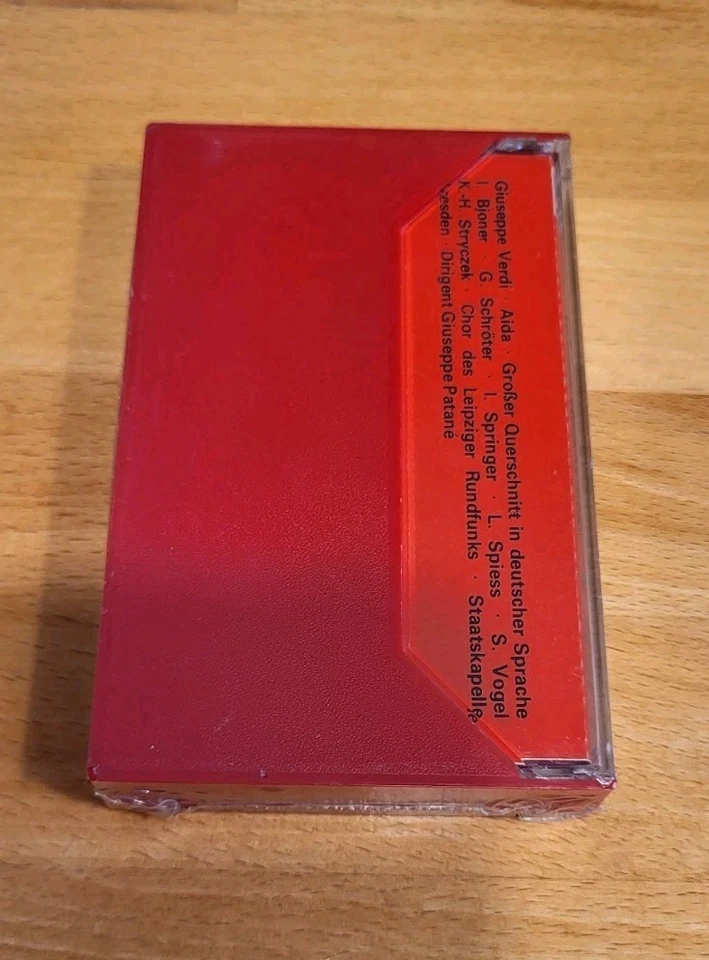 Giuseppe Verdi · Aida · Großer Querschnitt in deutscher Sprache
I. Bjoner · G. Schröter · I. Springer · L. Spiess · S. Vogel
K.-H. Stryczek · Chor des Leipziger Rundfunks · Staatskapelle
esden · Dirigent Giuseppe Patané